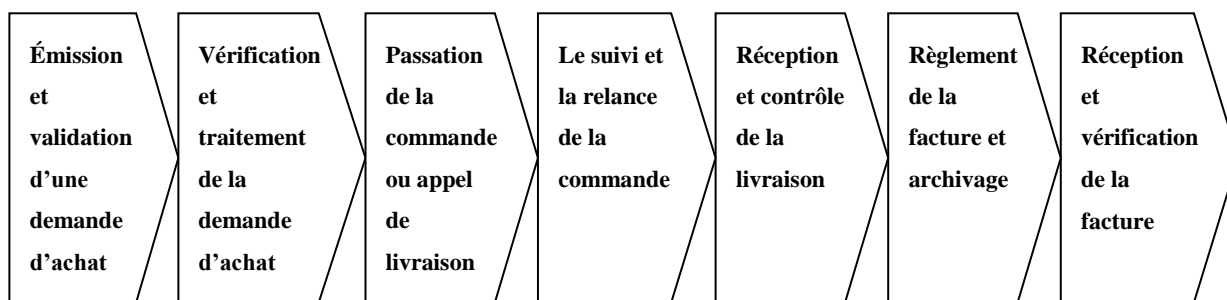 Émission
et
validation
d'une
demande
d'achat
Vérification
et
traitement
de la
demande
d'achat
Passation
de la
commande
ou appel
de
livraison
Le suivi et
la relance
de la
commande
Réception
et contrôle
de la
livraison
Règlement
de la
facture et
archivage
Réception
et
vérification
de la
facture